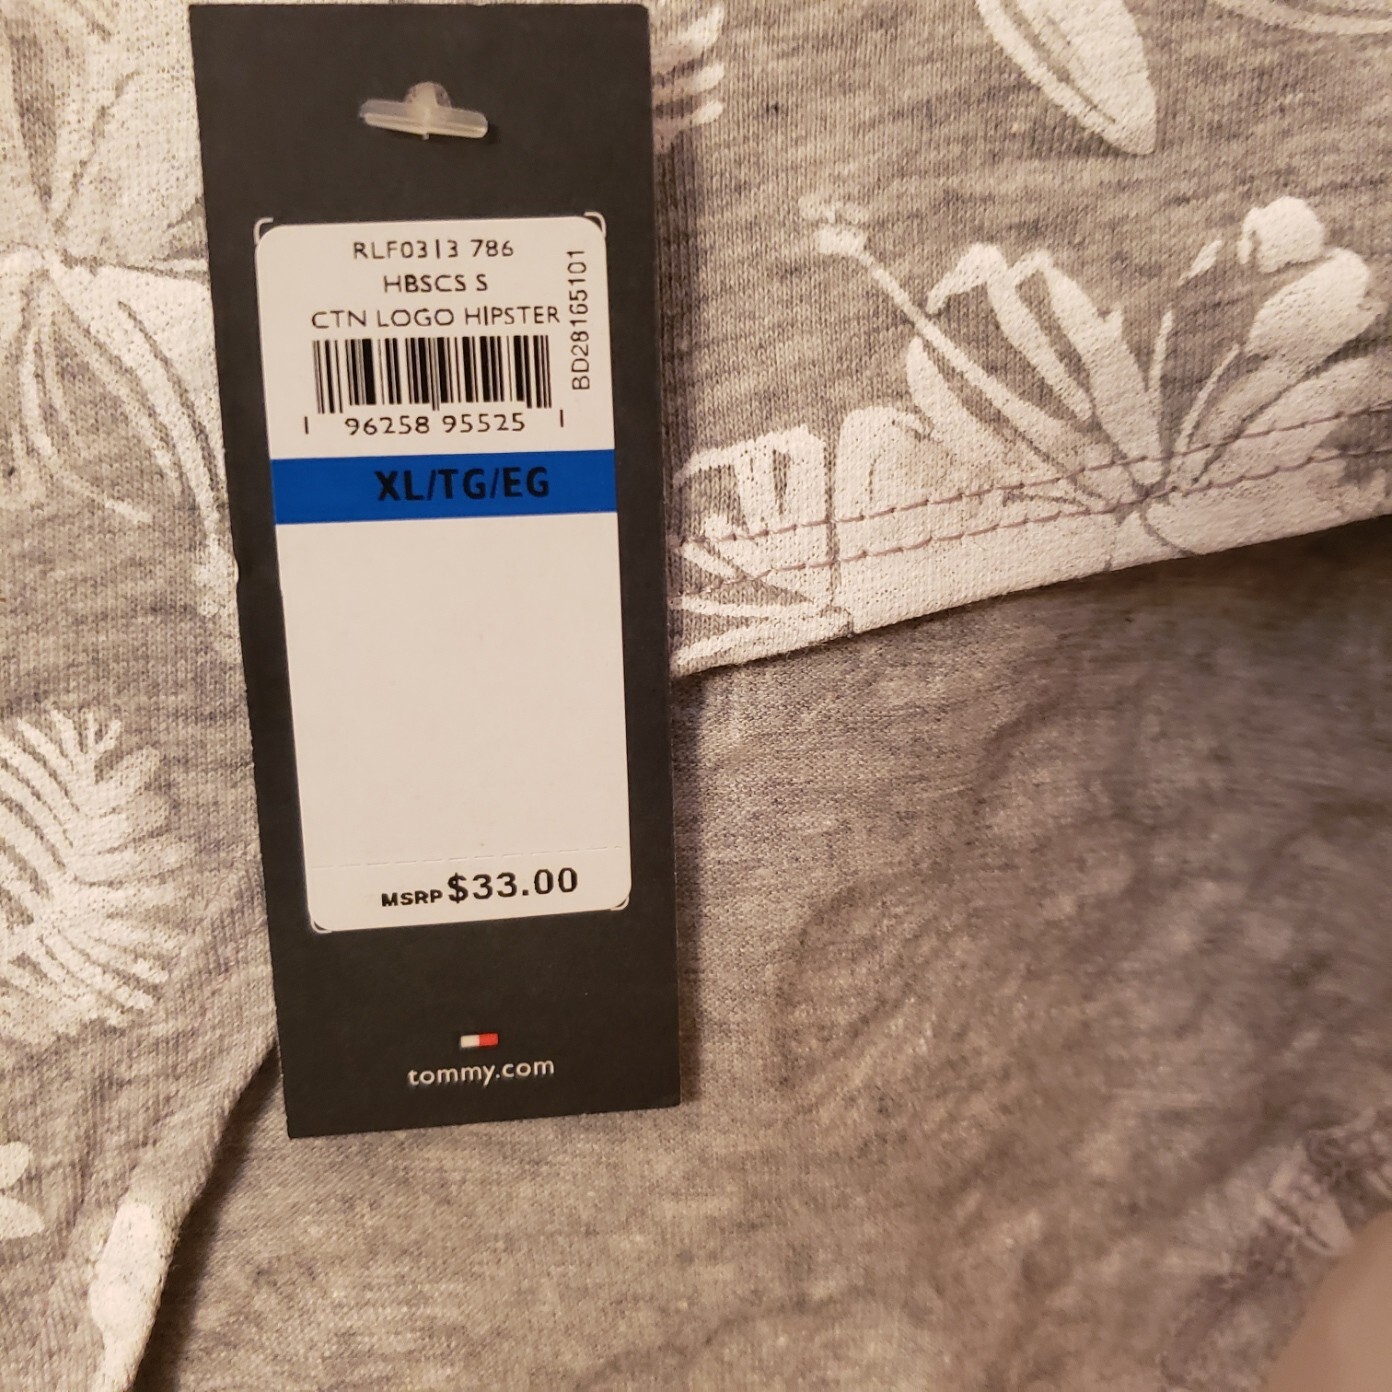 RLF0313 786
HBSCS S
CTN LOGO HIPSTER
BD28165101
1 96258 95525 1
XL/TG/EG
MSRP $33.00
tommy.com